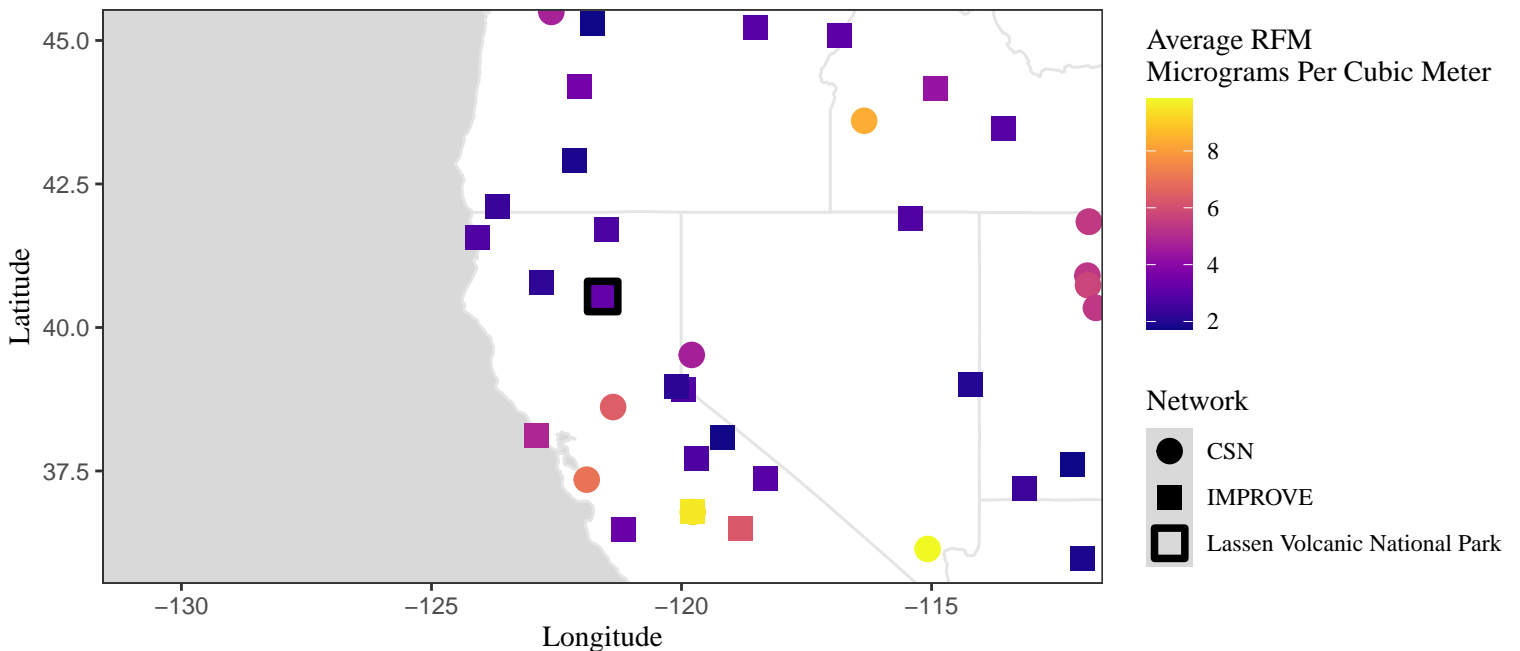 45.0
42.5
40.0
37.5
Latitude
−130
−125
−120
−115
Longitude
Average RFM
Micrograms Per Cubic Meter
8
6
4
2
Network
CSN
IMPROVE
Lassen Volcanic National Park